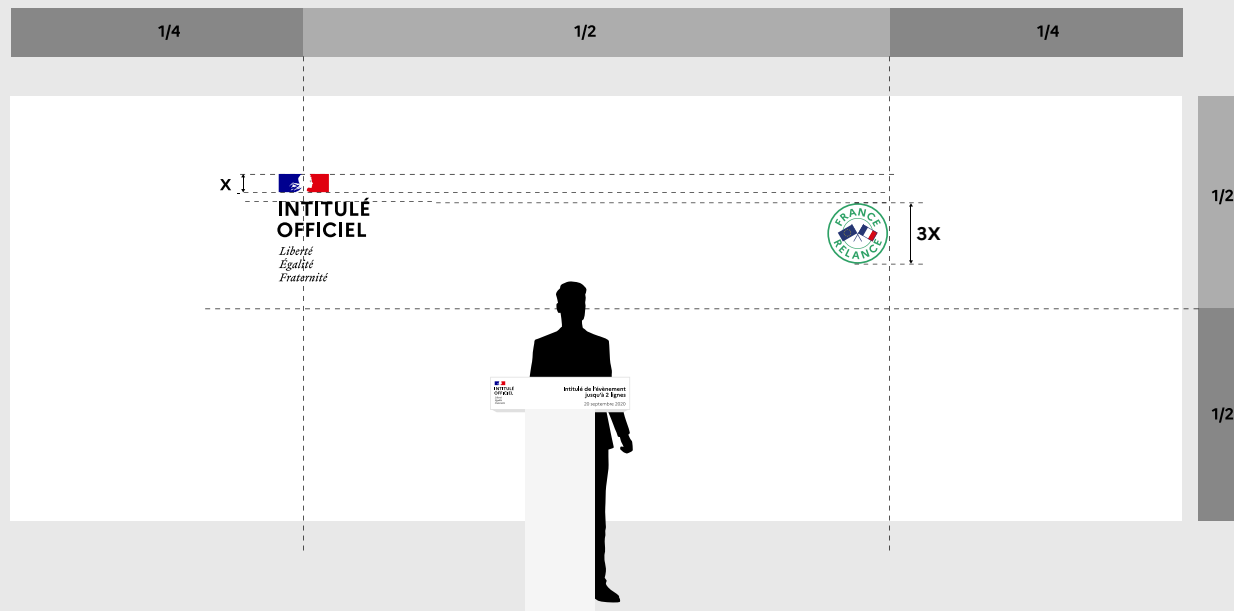 1/4
1/2
1/4
X
INTITULÉ
OFFICIEL
Liberté
Égalité
Fraternité
FRANCE
RELANCE
3X
1/2
INTITULÉ
OFFICIEL
Intitulé de l'évènement
jusqu'à 2 lignes
20 septembre 2020
1/2